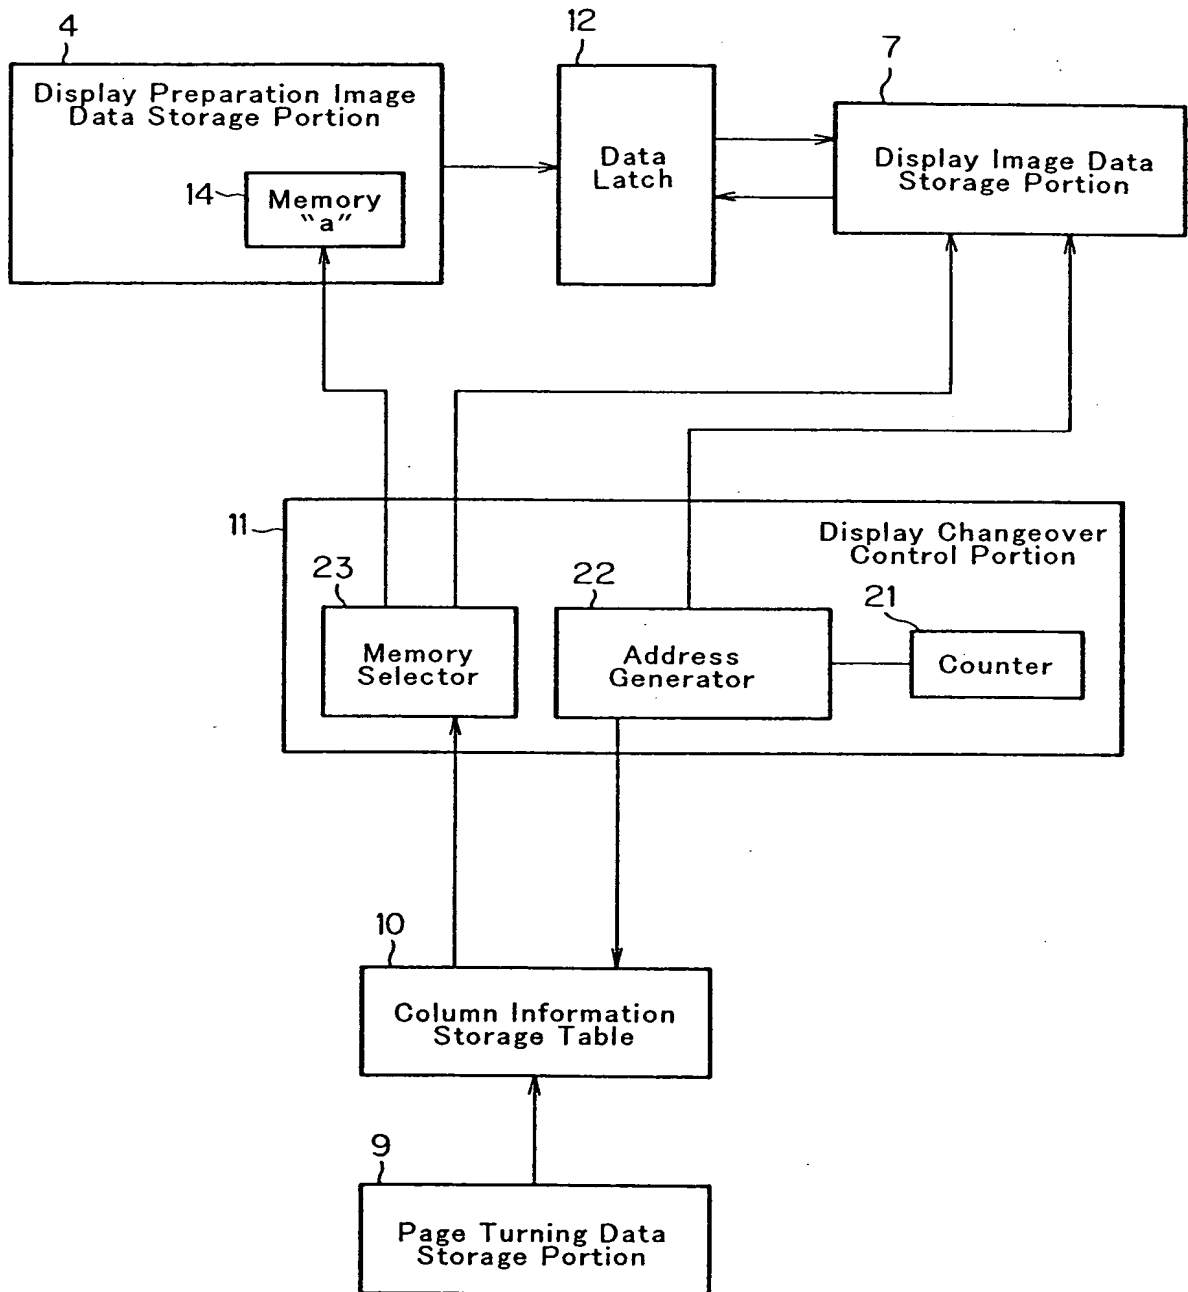 4
12
7
Display Preparation Image
Data Storage Portion
14
Memory
"a"
Data
Latch
Display Image Data
Storage Portion
11
Display Changeover
Control Portion
23
22
21
Memory
Selector
Address
Generator
Counter
10
Column Information
Storage Table
9
Page Turning Data
Storage Portion